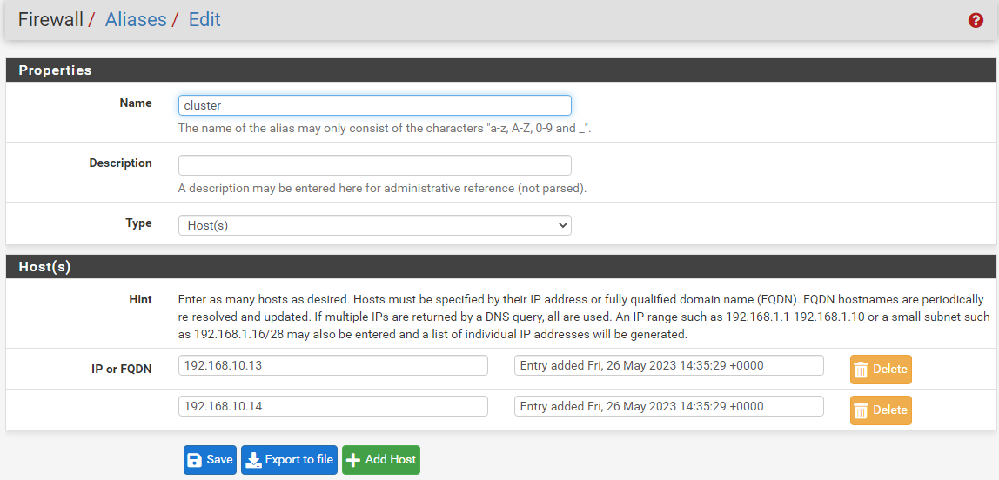 Firewall / Aliases / Edit
Properties
Name
cluster
The name of the alias may only consist of the characters "a-z, A-Z, 0-9 and _".
Description
A description may be entered here for administrative reference (not parsed).
Type
Host(s)
Host(s)
Hint
Enter as many hosts as desired. Hosts must be specified by their IP address or fully qualified domain name (FQDN). FQDN hostnames are periodically
re-resolved and updated. If multiple IPs are returned by a DNS query, all are used. An IP range such as 192.168.1.1-192.168.1.10 or a small subnet such
as 192.168.1.16/28 may also be entered and a list of individual IP addresses will be generated.
IP or FQDN 192.168.10.13 Entry added Fri, 26 May 2023 14:35:29 +0000 Delete
192.168.10.14 Entry added Fri, 26 May 2023 14:35:29 +0000 Delete
Save Export to file Add Host